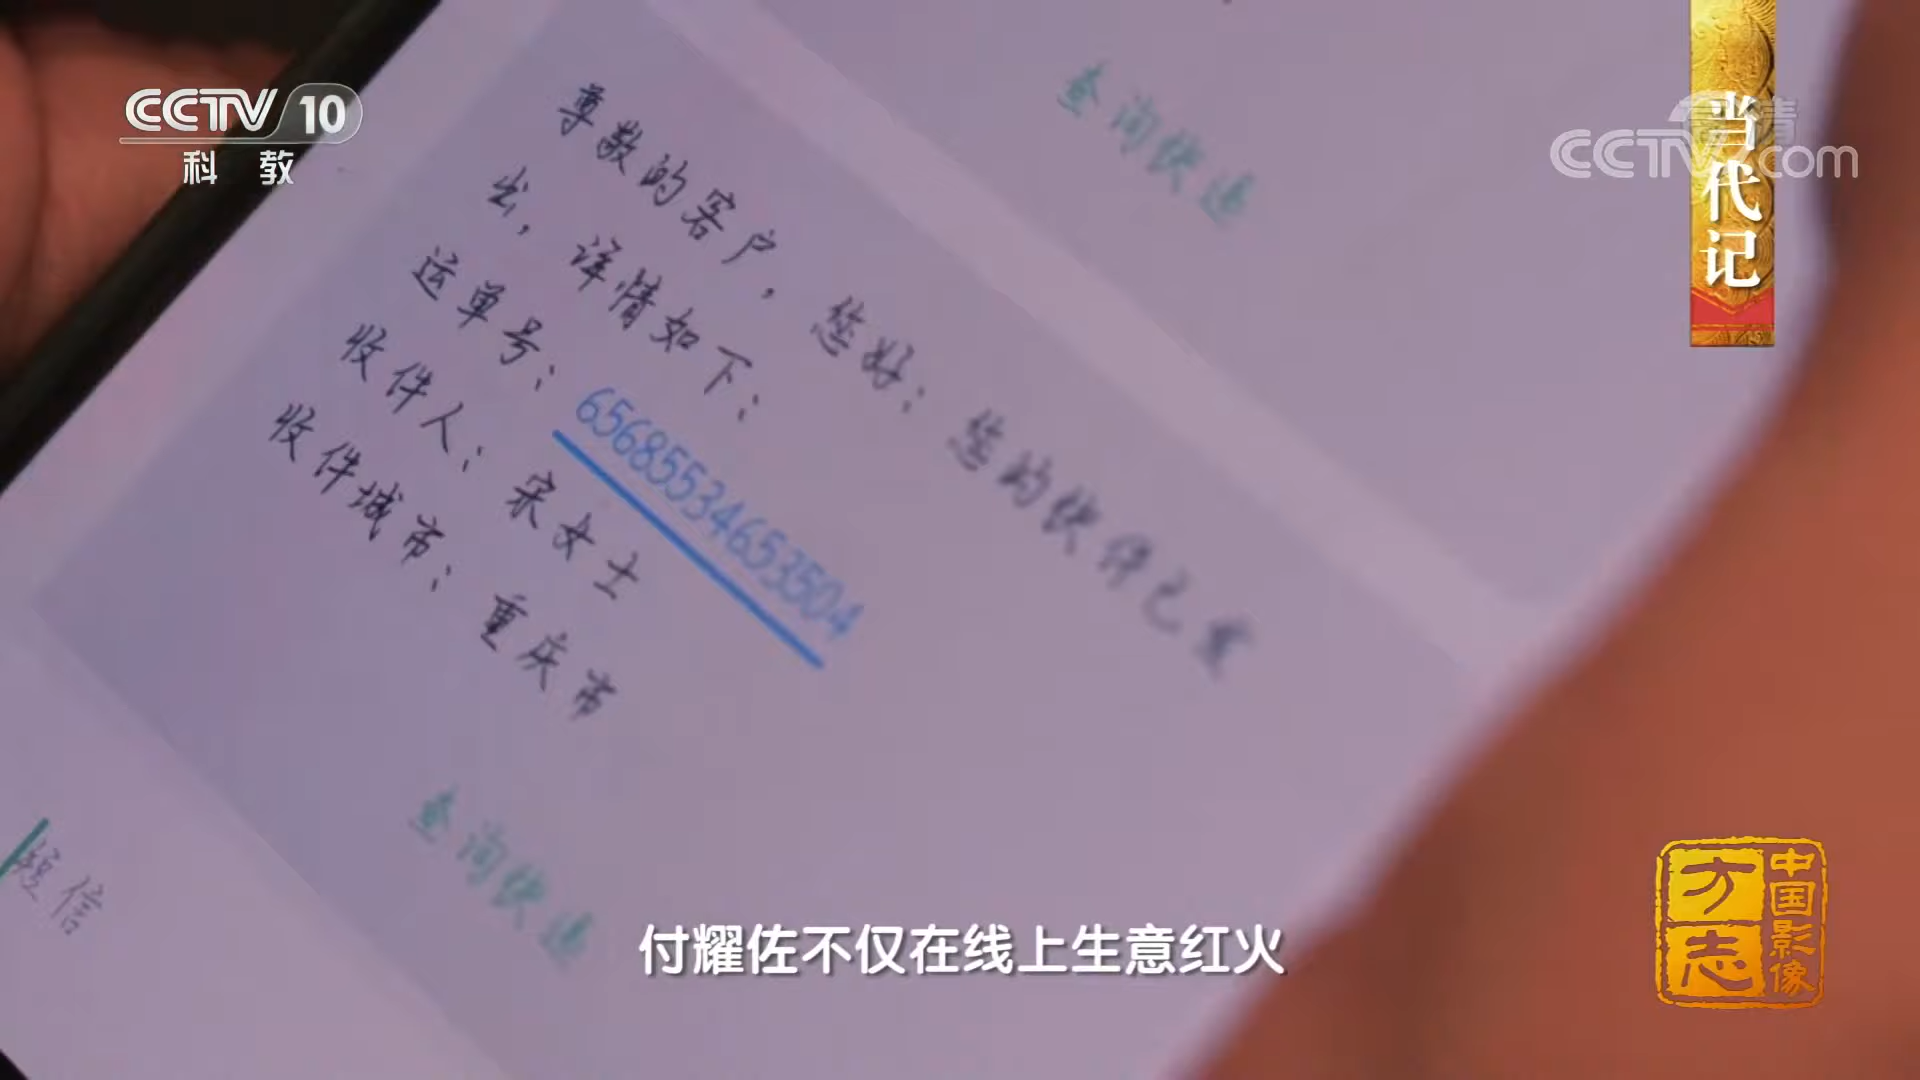 CCTV 10
科 教
CCTV.com
高清
当代记
查询快递
尊敬的客户，您好：您的快件已发
出，详情如下：
运单号：65685534653504
收件人：宋女士
收件城市：重庆市
查询快递
短信
付耀佐不仅在线上生意红火
中国影像
方志